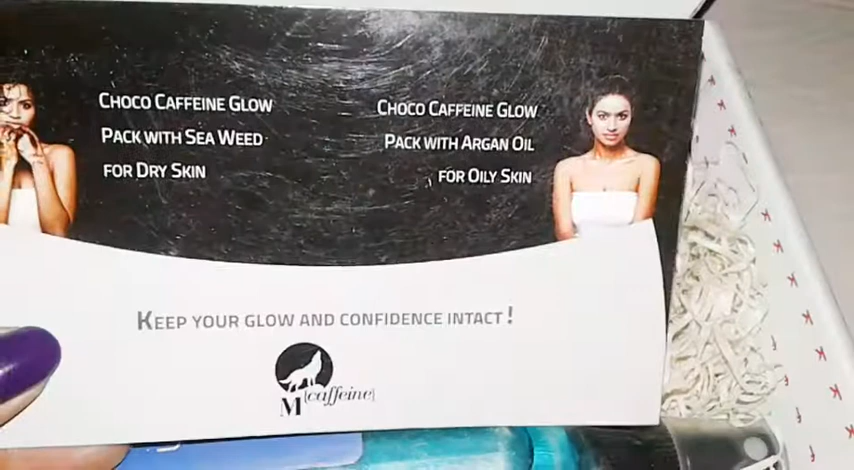 Choco Caffeine Glow
Pack with Sea Weed
for Dry Skin
Choco Caffeine Glow
Pack with Argan Oil
for Oily Skin
Keep your glow and confidence intact!
M[caffeine]